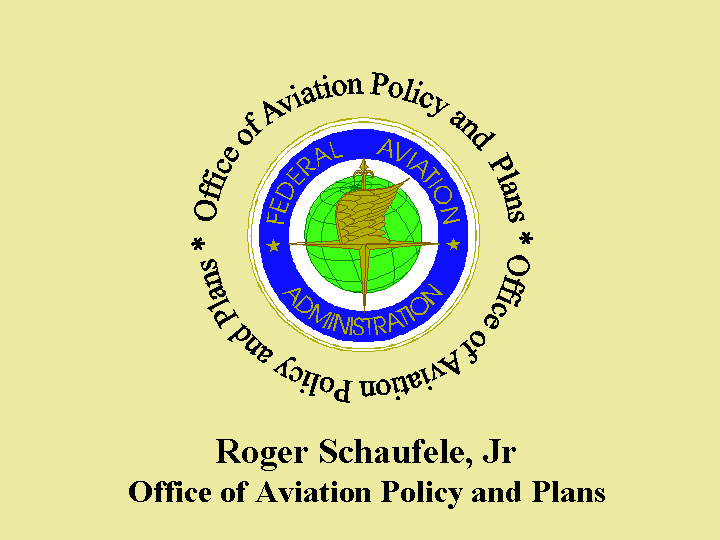 Office of Aviation Policy and Plans * Office of Aviation Policy and Plans *
FEDERAL AVIATION
ADMINISTRATION
Roger Schaufele, Jr
Office of Aviation Policy and Plans